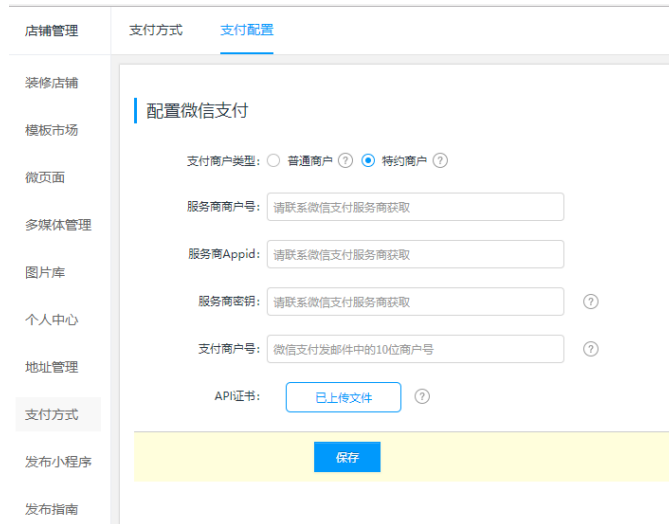 店铺管理
支付方式 支付配置
装修店铺
模板市场
微页面
多媒体管理
图片库
个人中心
地址管理
支付方式
发布小程序
发布指南
配置微信支付
支付商户类型: 普通商户 ? 特约商户 ?
服务商商户号: 请联系微信支付服务商获取
服务商Appid: 请联系微信支付服务商获取
服务商密钥: 请联系微信支付服务商获取 ?
支付商户号: 微信支付发邮件中的10位商户号 ?
API证书: 已上传文件 ?
保存